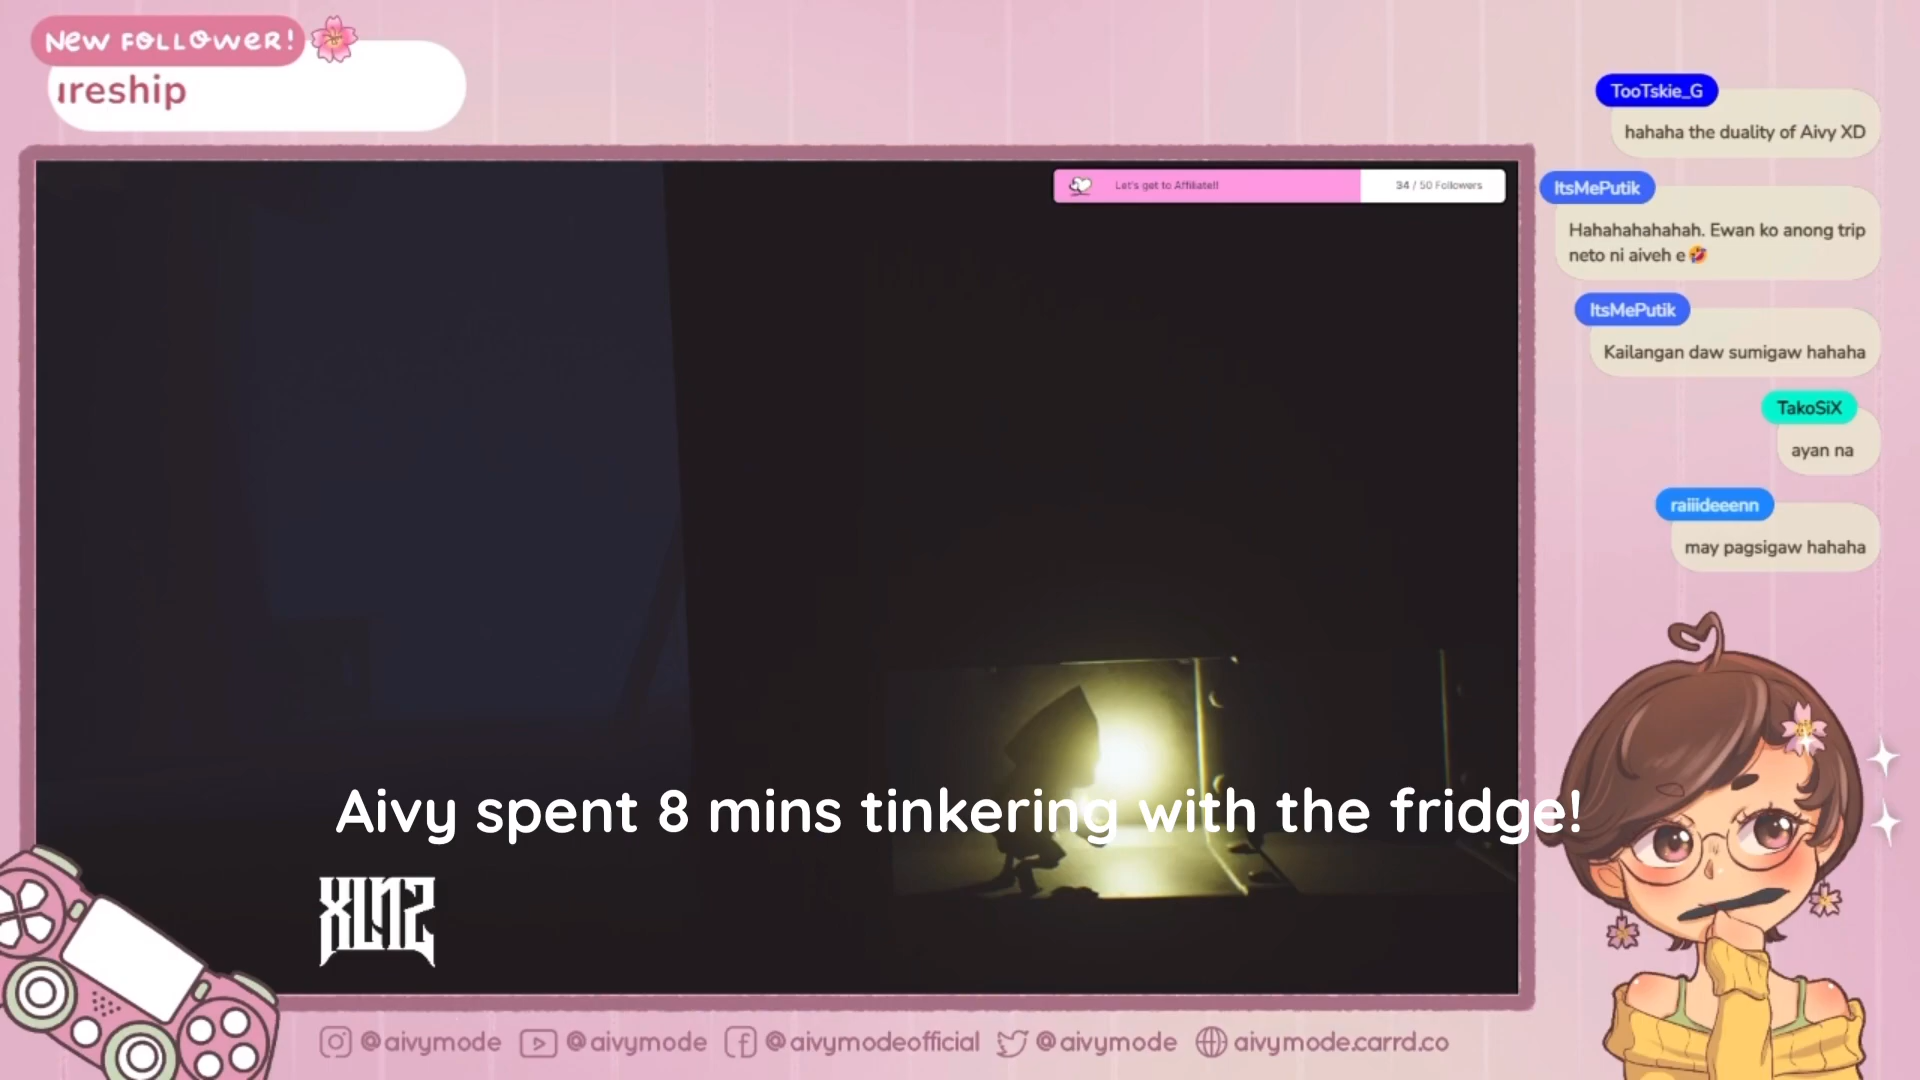 NEW FOLLOWER!
ureship
Let's get to Affiliate!!
34 / 50 Followers
TooTskie_G
hahaha the duality of Aivy XD
ItsMePutik
Hahahahahahah. Ewan ko anong trip
neto ni aiveh e🤣
ItsMePutik
Kailangan daw sumigaw hahaha
TakoSiX
ayan na
raiiideeenn
may pagsigaw hahaha
Aivy spent 8 mins tinkering with the fridge!
XLNZ
@aivymode
@aivymode
@aivymodeofficial
@aivymode
aivymode.carrd.co